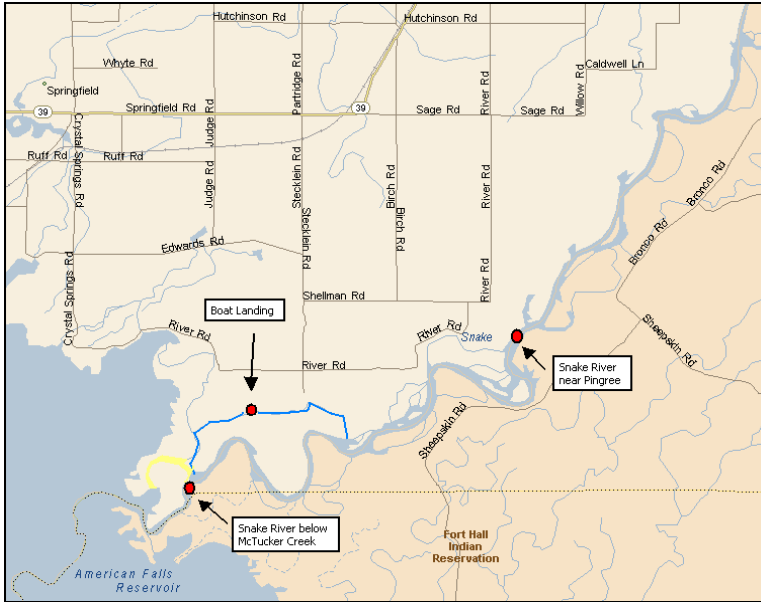 Hutchinson Rd
Hutchinson Rd
Whyte Rd
Caldwell Ln
Springfield
39
Springfield Rd
39
Sage Rd
Sage Rd
Judge Rd
Partridge Rd
River Rd
Willow Rd
Crystal Springs Rd
Ruff Rd
Ruff Rd
Judge Rd
Stecklein Rd
Birch Rd
River Rd
Bronco Rd
Stecklein Rd
Birch Rd
Bronco Rd
Edwards Rd
Crystal Springs Rd
Shellman Rd
Boat Landing
River Rd
River Rd
Snake
Sheepskin Rd
River Rd
Snake River
near Pingree
Sheepskin Rd
Snake River below
McTucker Creek
Fort Hall
Indian
Reservation
American Falls
Reservoir